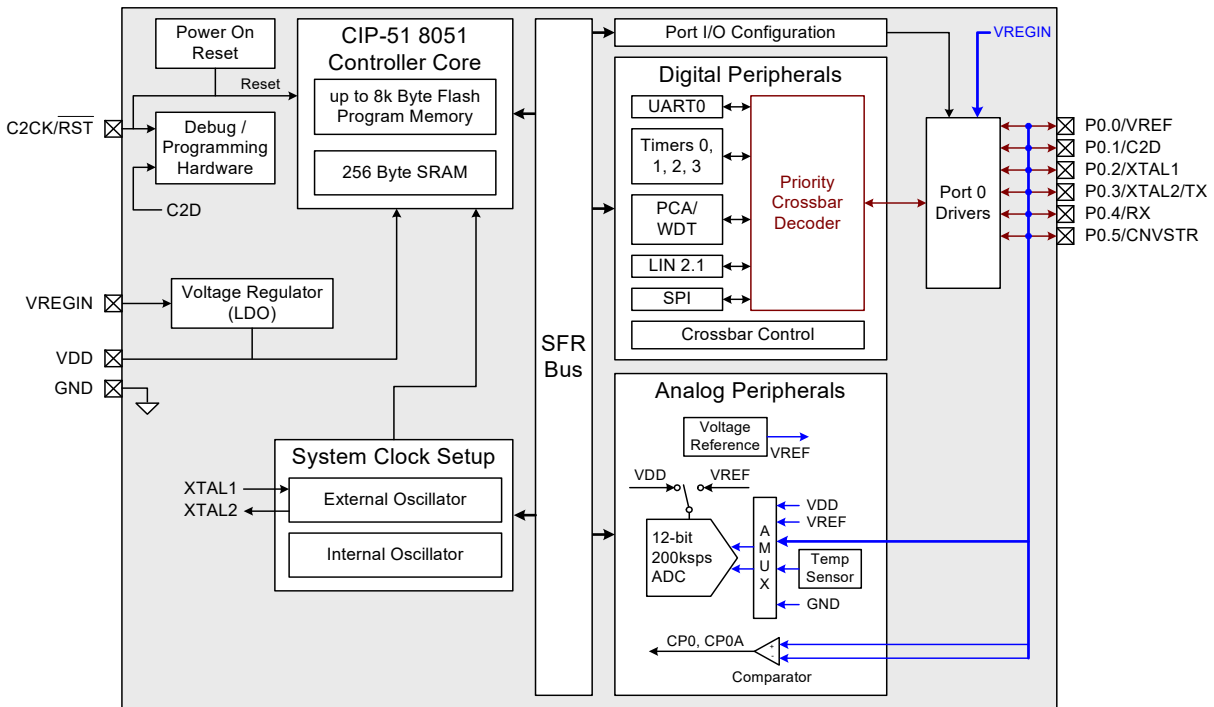 Power On
Reset
Reset
C2CK/RST
Debug /
Programming
Hardware
C2D
VREGIN
Voltage Regulator
(LDO)
VDD
GND
CIP-51 8051
Controller Core
up to 8k Byte Flash
Program Memory
256 Byte SRAM
System Clock Setup
XTAL1
XTAL2
External Oscillator
Internal Oscillator
SFR
Bus
Port I/O Configuration
Digital Peripherals
UART0
Timers 0,
1, 2, 3
PCA/
WDT
LIN 2.1
SPI
Priority
Crossbar
Decoder
Crossbar Control
Analog Peripherals
Voltage
Reference
VREF
VDD
VREF
12-bit
200ksps
ADC
A
M
U
X
VDD
VREF
Temp
Sensor
GND
CP0, CP0A
+
-
Comparator
VREGIN
Port 0
Drivers
P0.0/VREF
P0.1/C2D
P0.2/XTAL1
P0.3/XTAL2/TX
P0.4/RX
P0.5/CNVSTR